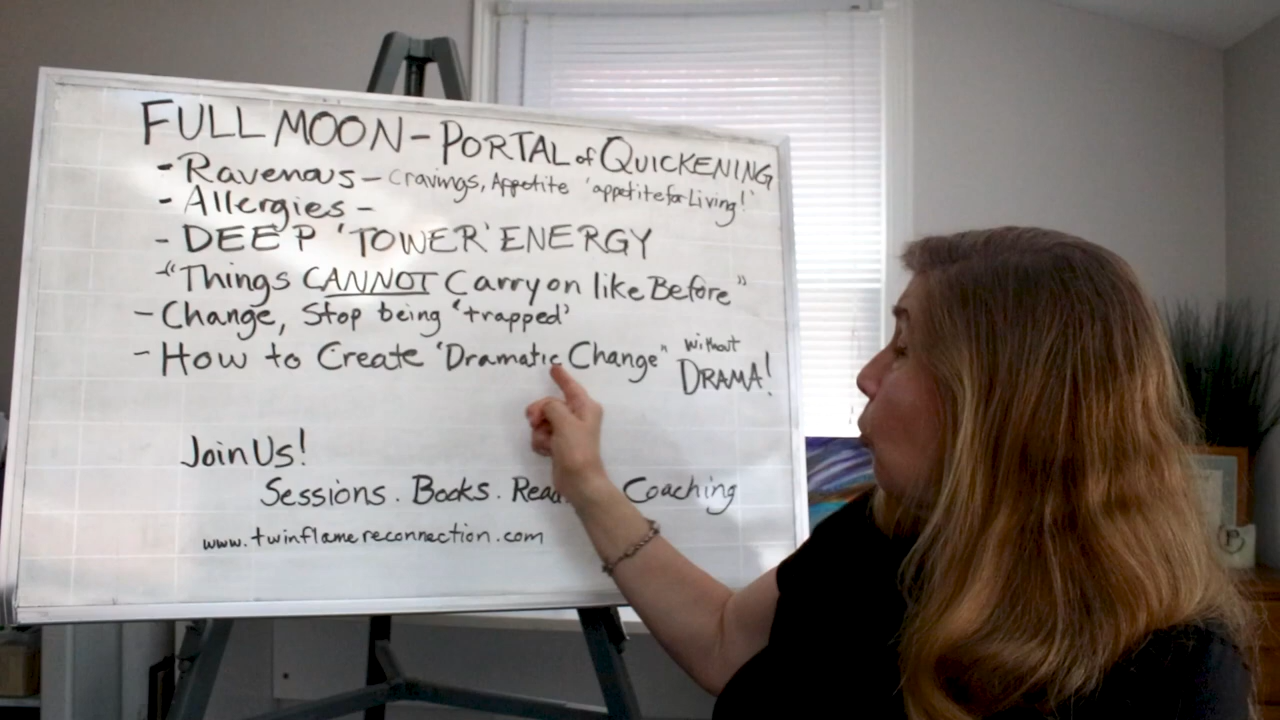 FULL MOON - PORTAL of QUICKENING
- Ravenous - Cravings, Appetite 'appetite for Living!'
- Allergies -
- DEEP 'TOWER' ENERGY
- "Things CANNOT Carry on like Before"
- Change, Stop being 'trapped'
- How to Create 'Dramatic Change" without DRAMA!
Join Us!
Sessions. Books. Coaching
www.twinflamereconnection.com